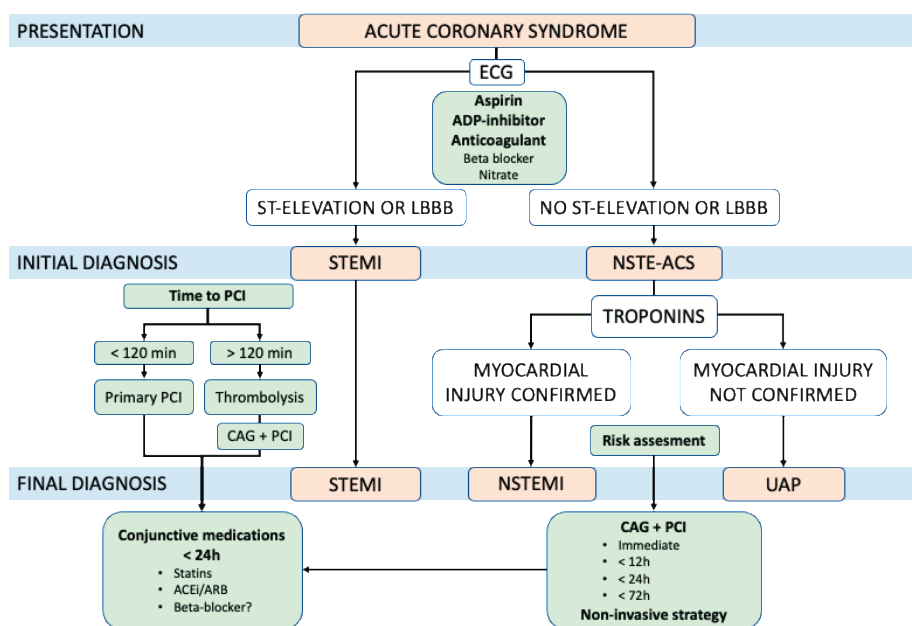 PRESENTATION
ACUTE CORONARY SYNDROME
ECG
Aspirin
ADP-inhibitor
Anticoagulant
Beta blocker
Nitrate
ST-ELEVATION OR LBBB
NO ST-ELEVATION OR LBBB
INITIAL DIAGNOSIS
STEMI
NSTE-ACS
Time to PCI
< 120 min
> 120 min
Primary PCI
Thrombolysis
CAG + PCI
TROPONINS
MYOCARDIAL
INJURY CONFIRMED
MYOCARDIAL INJURY
NOT CONFIRMED
Risk assesment
FINAL DIAGNOSIS
STEMI
NSTEMI
UAP
Conjunctive medications
< 24h
• Statins
• ACEi/ARB
• Beta-blocker?
CAG + PCI
• Immediate
• < 12h
• < 24h
• < 72h
Non-invasive strategy